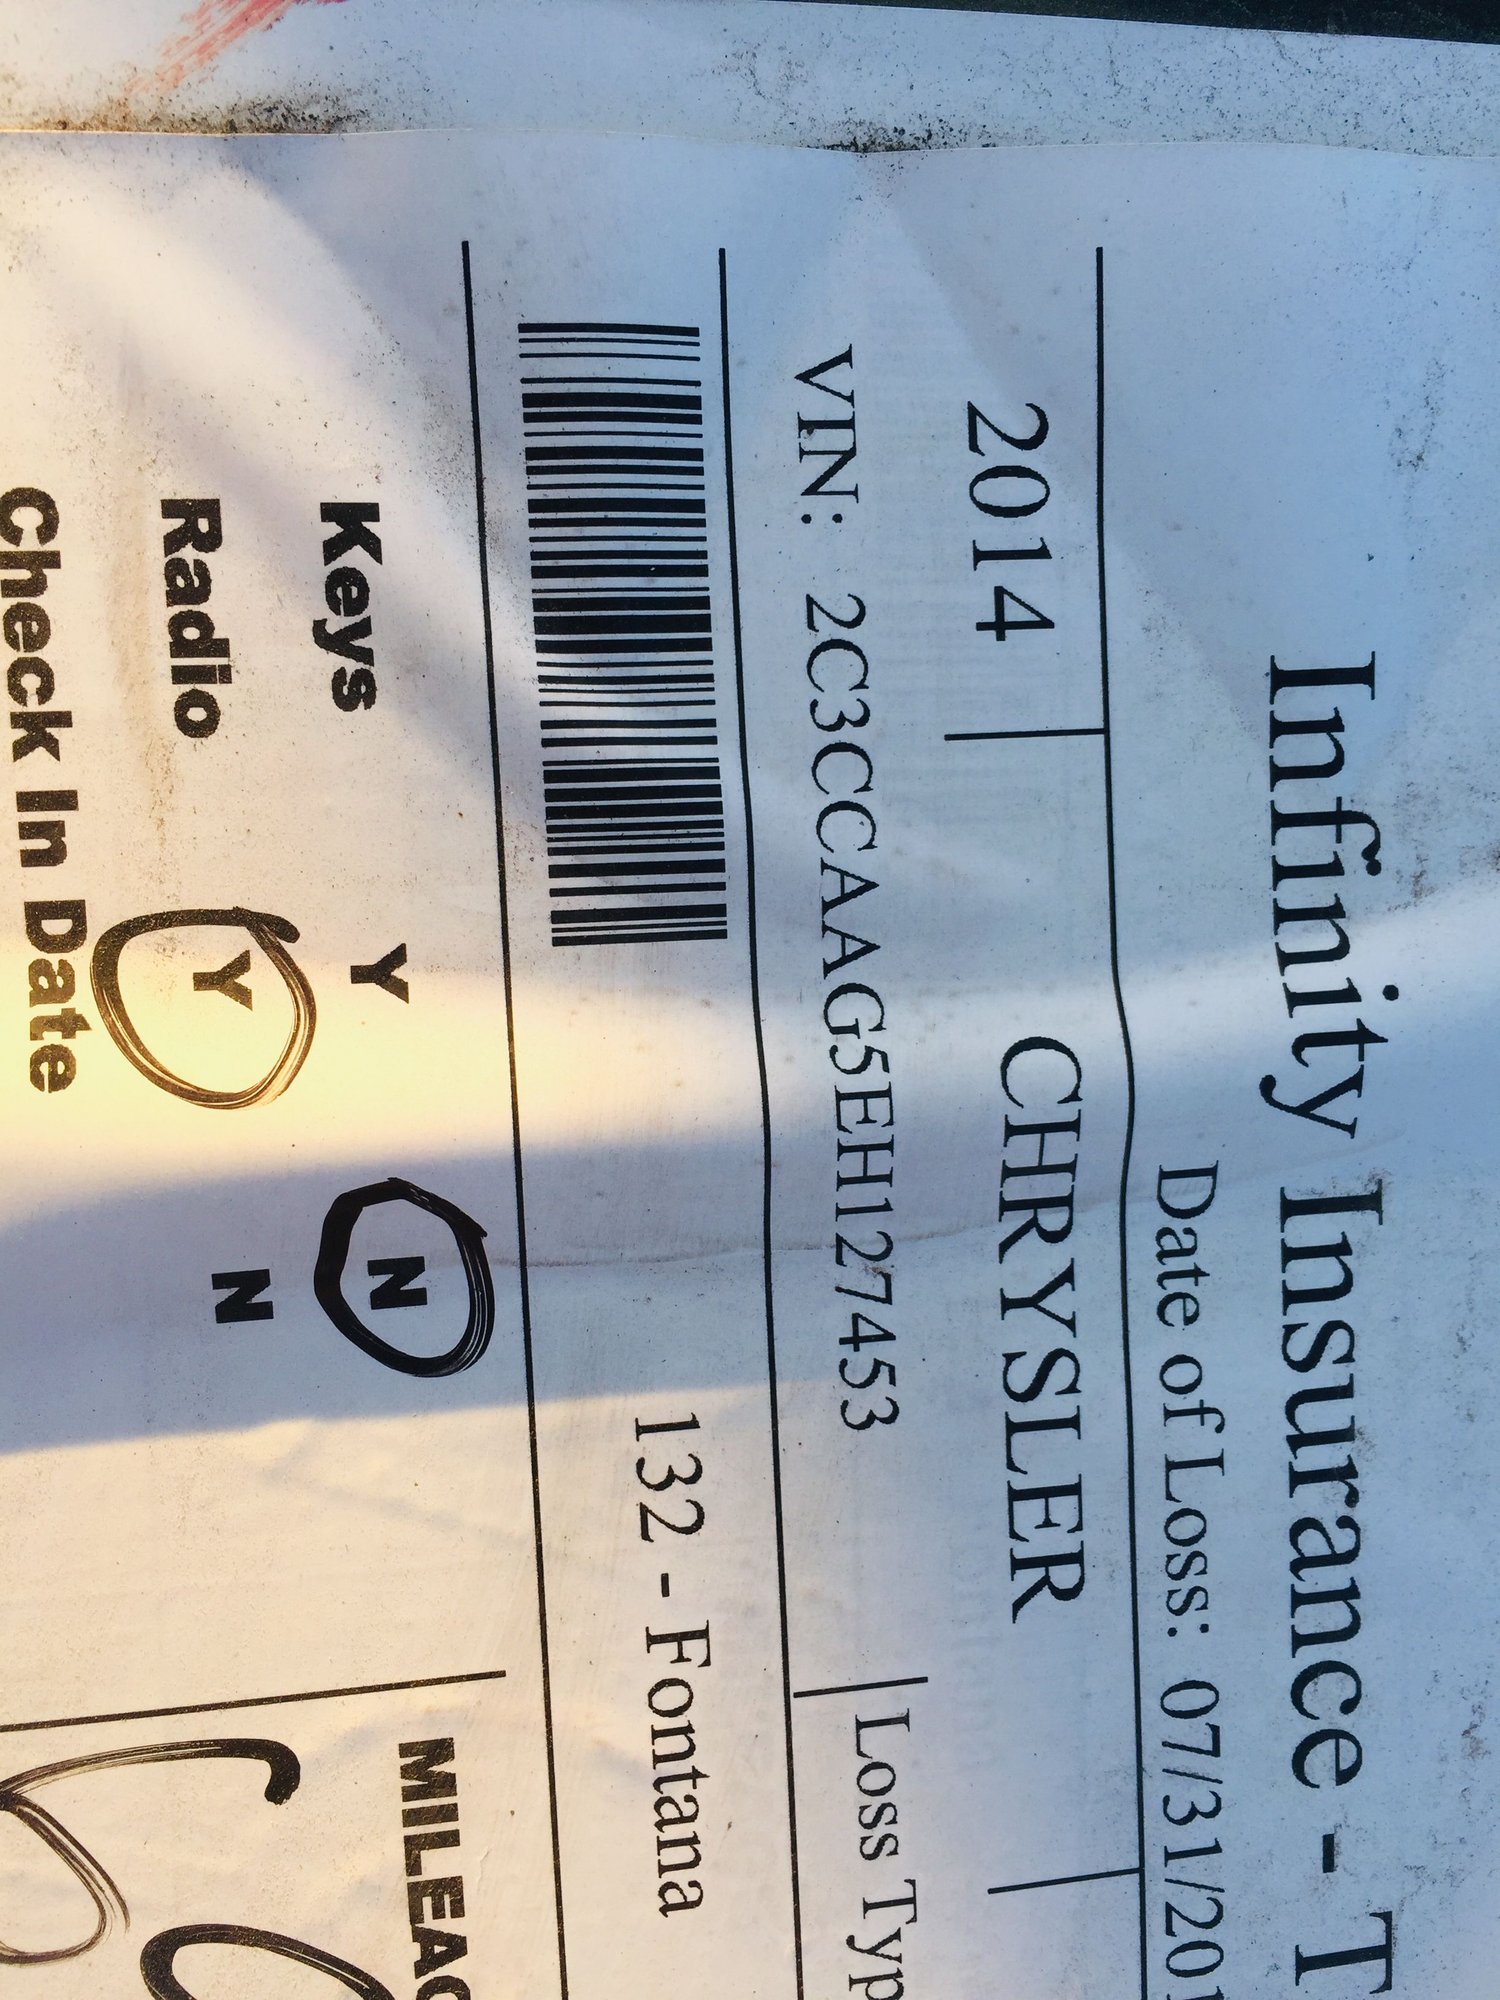 Infinity Insurance - T
Date of Loss: 07/31/201
2014 CHRYSLER
VIN: 2C3CCAAG5EH127453 Loss Typ
132 - Fontana
Keys Y N MILEAG
Radio Y N
Check In Date